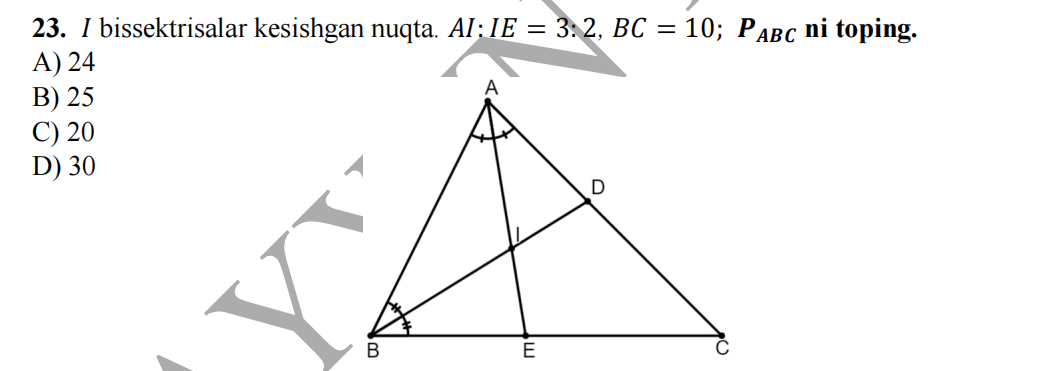 23. I bissektrisalar kesishgan nuqta. AI: IE = 3: 2, BC = 10; P_ABC ni toping.
A) 24
B) 25
C) 20
D) 30
A
D
I
B
E
C